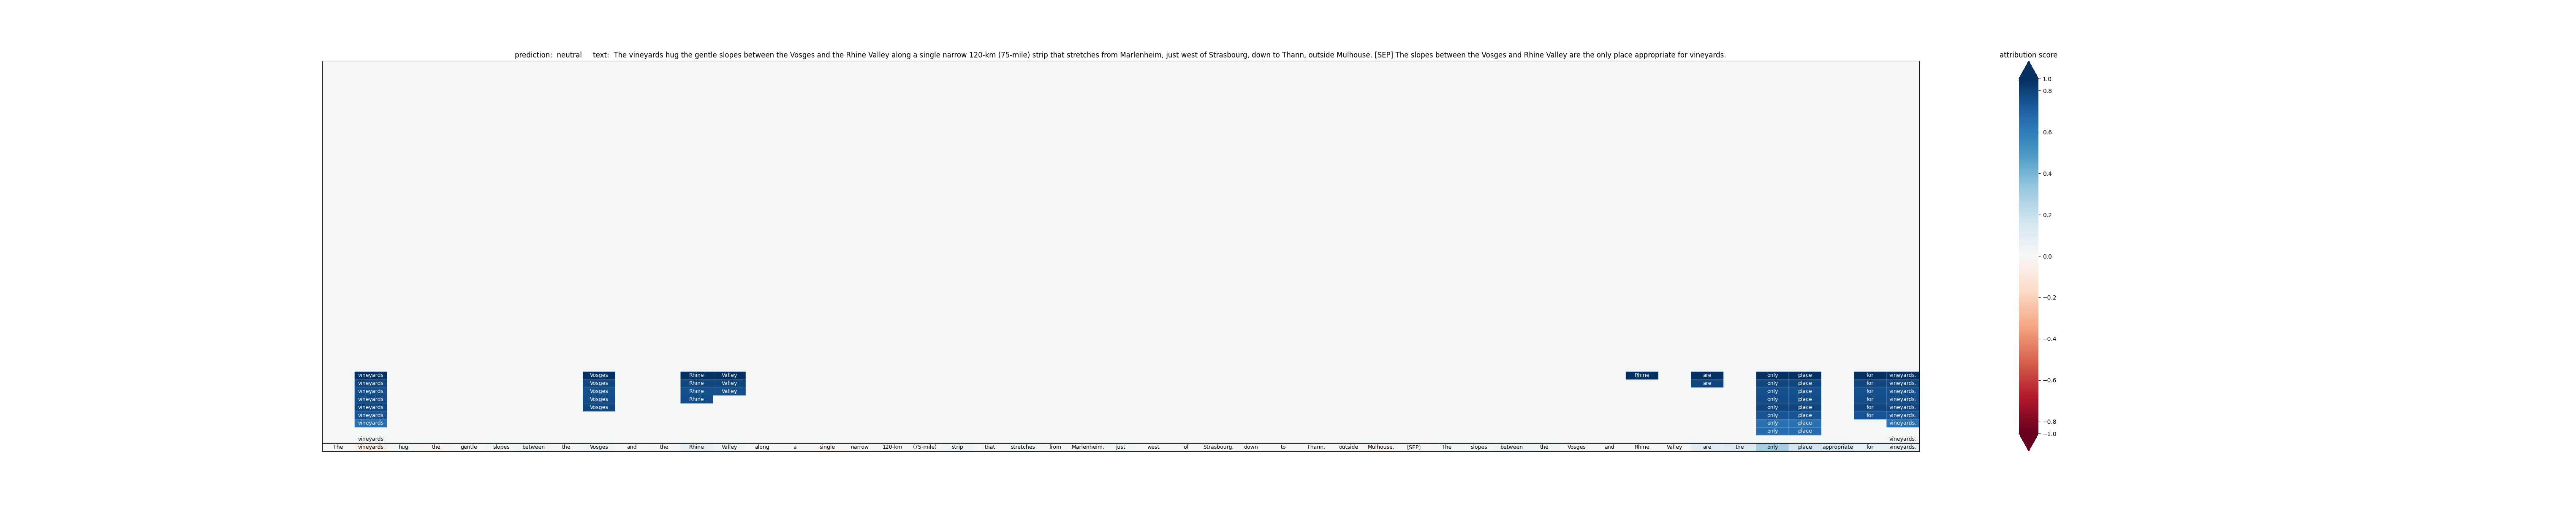 prediction:  neutral     text:  The vineyards hug the gentle slopes between the Vosges and the Rhine Valley along a single narrow 120-km (75-mile) strip that stretches from Marlenheim, just west of Strasbourg, down to Thann, outside Mulhouse. [SEP] The slopes between the Vosges and Rhine Valley are the only place appropriate for vineyards.
attribution score
1.0
0.8
0.6
0.4
0.2
0.0
−0.2
−0.4
−0.6
−0.8
−1.0
vineyards Vosges Rhine Valley Rhine are only place for vineyards.
vineyards Vosges Rhine Valley are only place for vineyards.
vineyards Vosges Rhine Valley only place for vineyards.
vineyards Vosges Rhine only place for vineyards.
vineyards Vosges only place for vineyards.
vineyards only place for vineyards.
vineyards only place vineyards.
only place
vineyards vineyards.
The vineyards hug the gentle slopes between the Vosges and the Rhine Valley along a single narrow 120-km (75-mile) strip that stretches from Marlenheim, just west of Strasbourg, down to Thann, outside Mulhouse. [SEP] The slopes between the Vosges and Rhine Valley are the only place appropriate for vineyards.